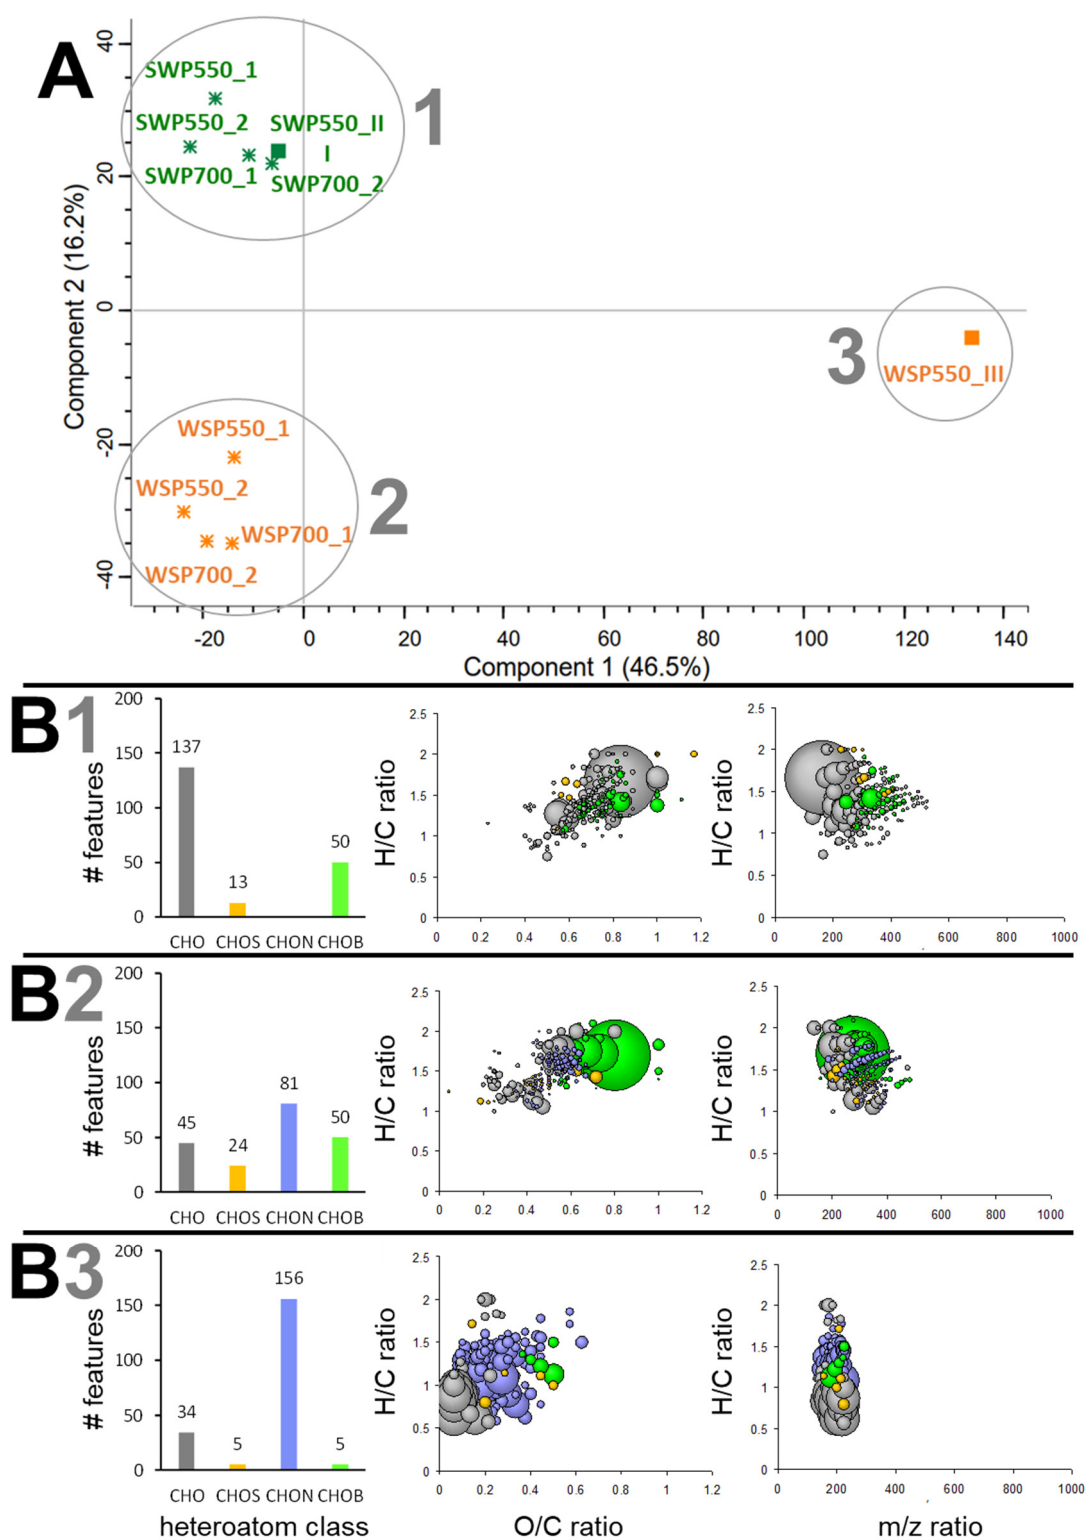 A
Component 2 (16.2%)
40
20
0
-20
-40
SWP550_1
SWP550_2
SWP550_II
I
SWP700_1
SWP700_2
1
3
WSP550_III
WSP550_1
WSP550_2
WSP700_1
WSP700_2
2
-20 0 20 40 60 80 100 120 140
Component 1 (46.5%)
B1
# features
200
150
100
50
0
137
13
50
CHO CHOS CHON CHOB
H/C ratio
2.5
2
1.5
1
0.5
0
0 0.2 0.4 0.6 0.8 1 1.2
H/C ratio
2.5
2
1.5
1
0.5
0
0 200 400 600 800 1000
B2
# features
200
150
100
50
0
45
24
81
50
CHO CHOS CHON CHOB
H/C ratio
2.5
2
1.5
1
0.5
0
0 0.2 0.4 0.6 0.8 1 1.2
H/C ratio
2.5
2
1.5
1
0.5
0
0 200 400 600 800 1000
B3
# features
200
150
100
50
0
34
5
156
5
CHO CHOS CHON CHOB
heteroatom class
H/C ratio
2.5
2
1.5
1
0.5
0
0 0.2 0.4 0.6 0.8 1 1.2
O/C ratio
H/C ratio
2.5
2
1.5
1
0.5
0
0 200 400 600 800 1000
m/z ratio